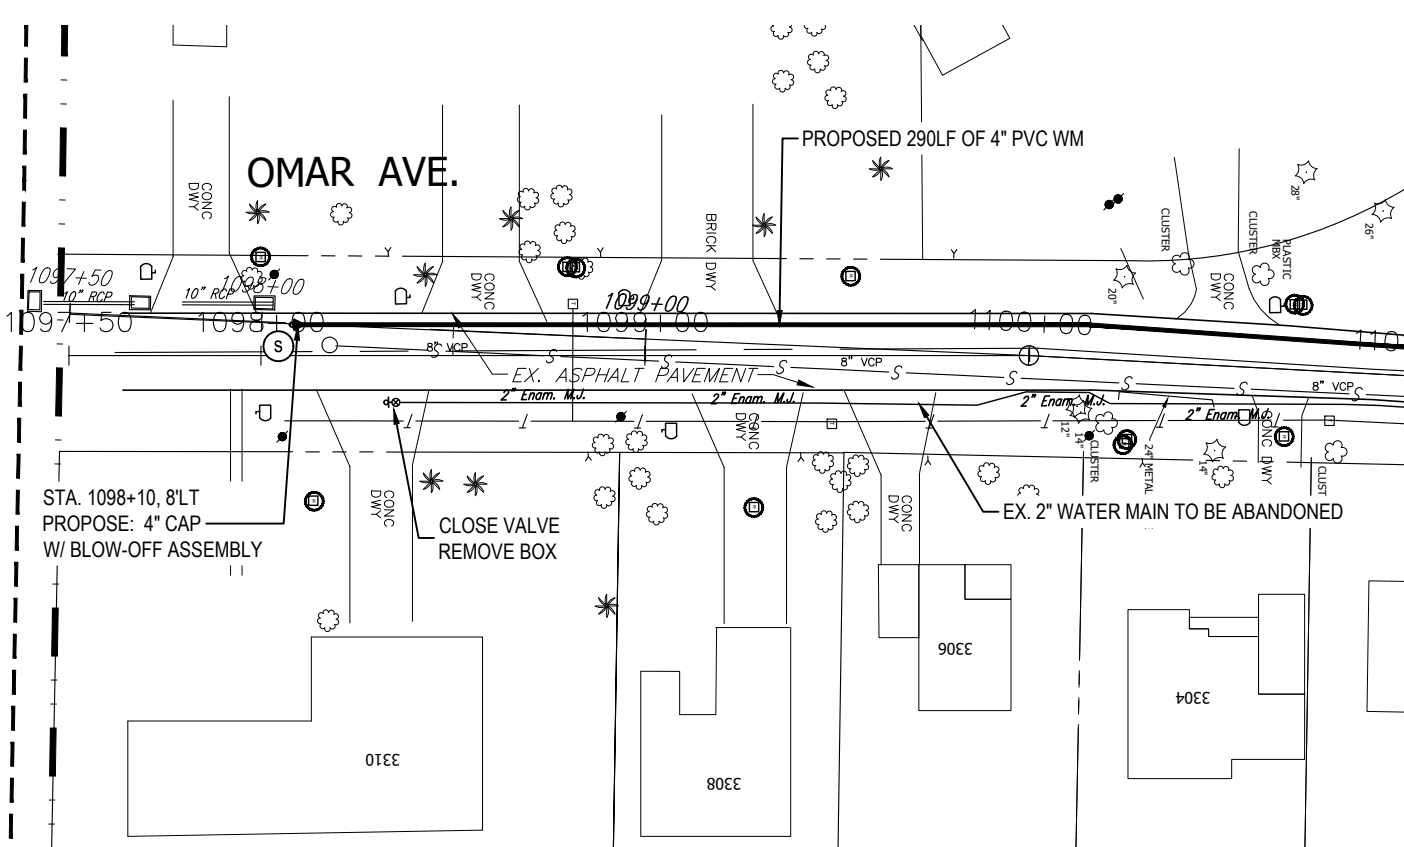 PROPOSED 290LF OF 4" PVC WM
OMAR AVE.
CONC
DWY
BRICK DWY
CLUSTER
CLUSTER
PLASTIC
MBX
28"
26"
20"
CONC
DWY
CONC
DWY
1097+50
1098+00
1099+00
10" RCP
10" RCP
1097+50
1098+00
1099+00
1100+00
110
S
8" VCP
S
S
S
S
8" VCP
S
S
S
8" VCP
S
EX. ASPHALT PAVEMENT
2" Enam. M.J.
2" Enam. M.J.
2" Enam. M.J.
2" Enam. M.J.
12"
14"
CLUSTER
24" METAL
14"
CONC DWY
CLUST
CONC
DWY
CONC
DWY
CONC
DWY
STA. 1098+10, 8'LT
PROPOSE: 4" CAP
W/ BLOW-OFF ASSEMBLY
CLOSE VALVE
REMOVE BOX
EX. 2" WATER MAIN TO BE ABANDONED
3310
3308
3306
3304